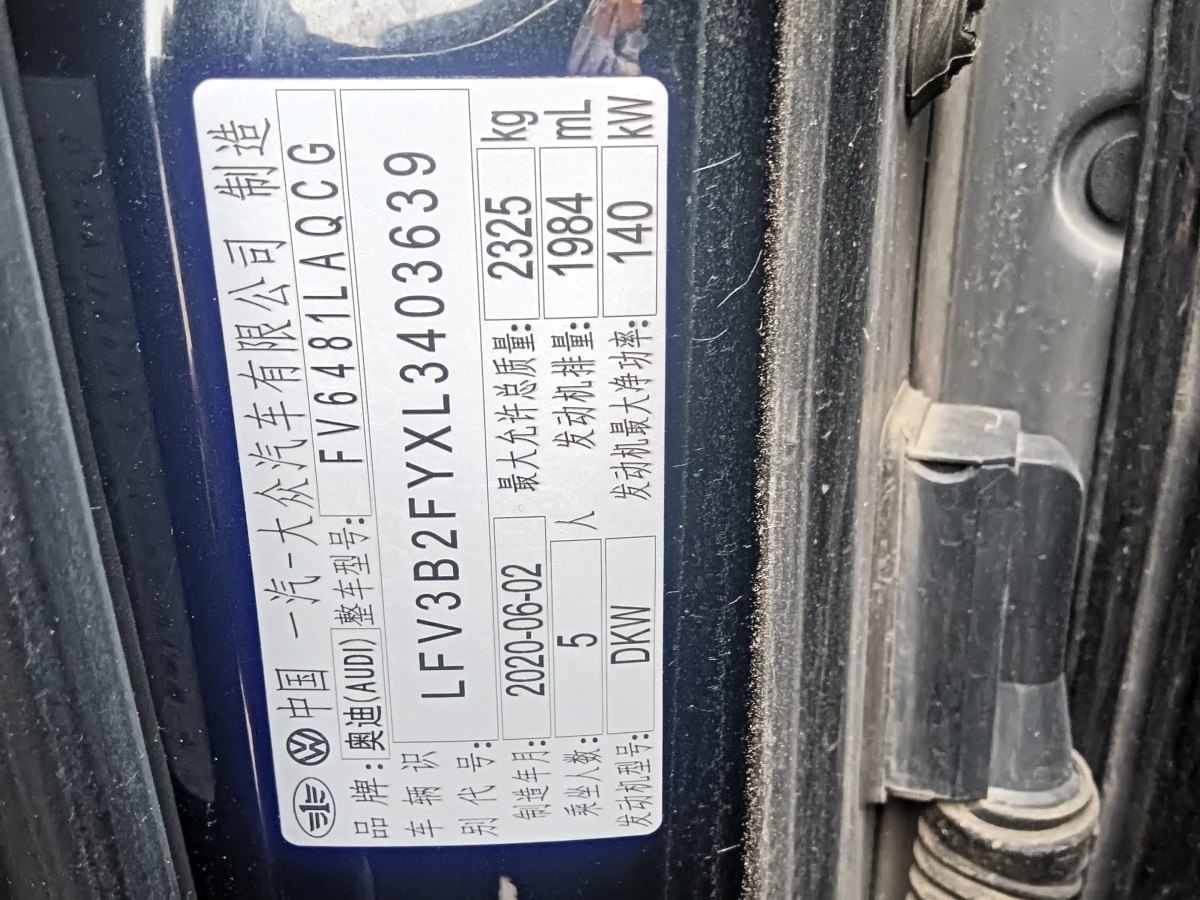 中国 一汽-大众汽车有限公司 制造
品牌: 奥迪(AUDI) 整车型号: FV6481LAQCG
车辆识别代号: LFV3B2FYXL3403639
制造年月: 2020-06-02 最大允许总质量: 2325 kg
乘坐人数: 5 人 发动机排量: 1984 mL
发动机型号: DKW 发动机最大净功率: 140 kW